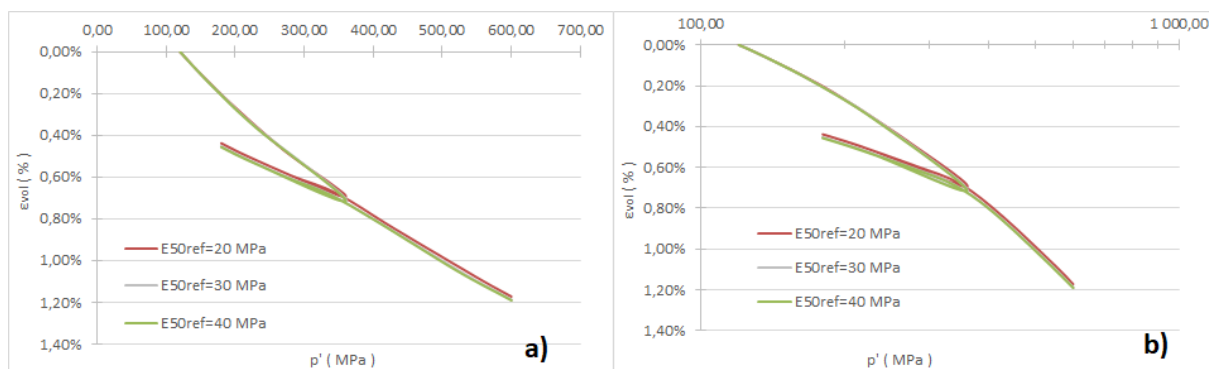 0,00 100,00 200,00 300,00 400,00 500,00 600,00 700,00
0,00%
0,20%
0,40%
0,60%
0,80%
1,00%
1,20%
1,40%
εvol ( % )
E50ref=20 MPa
E50ref=30 MPa
E50ref=40 MPa
p' ( MPa )
a)
100,00 1 000,00
0,00%
0,20%
0,40%
0,60%
0,80%
1,00%
1,20%
1,40%
εvol ( % )
E50ref=20 MPa
E50ref=30 MPa
E50ref=40 MPa
p' ( MPa )
b)